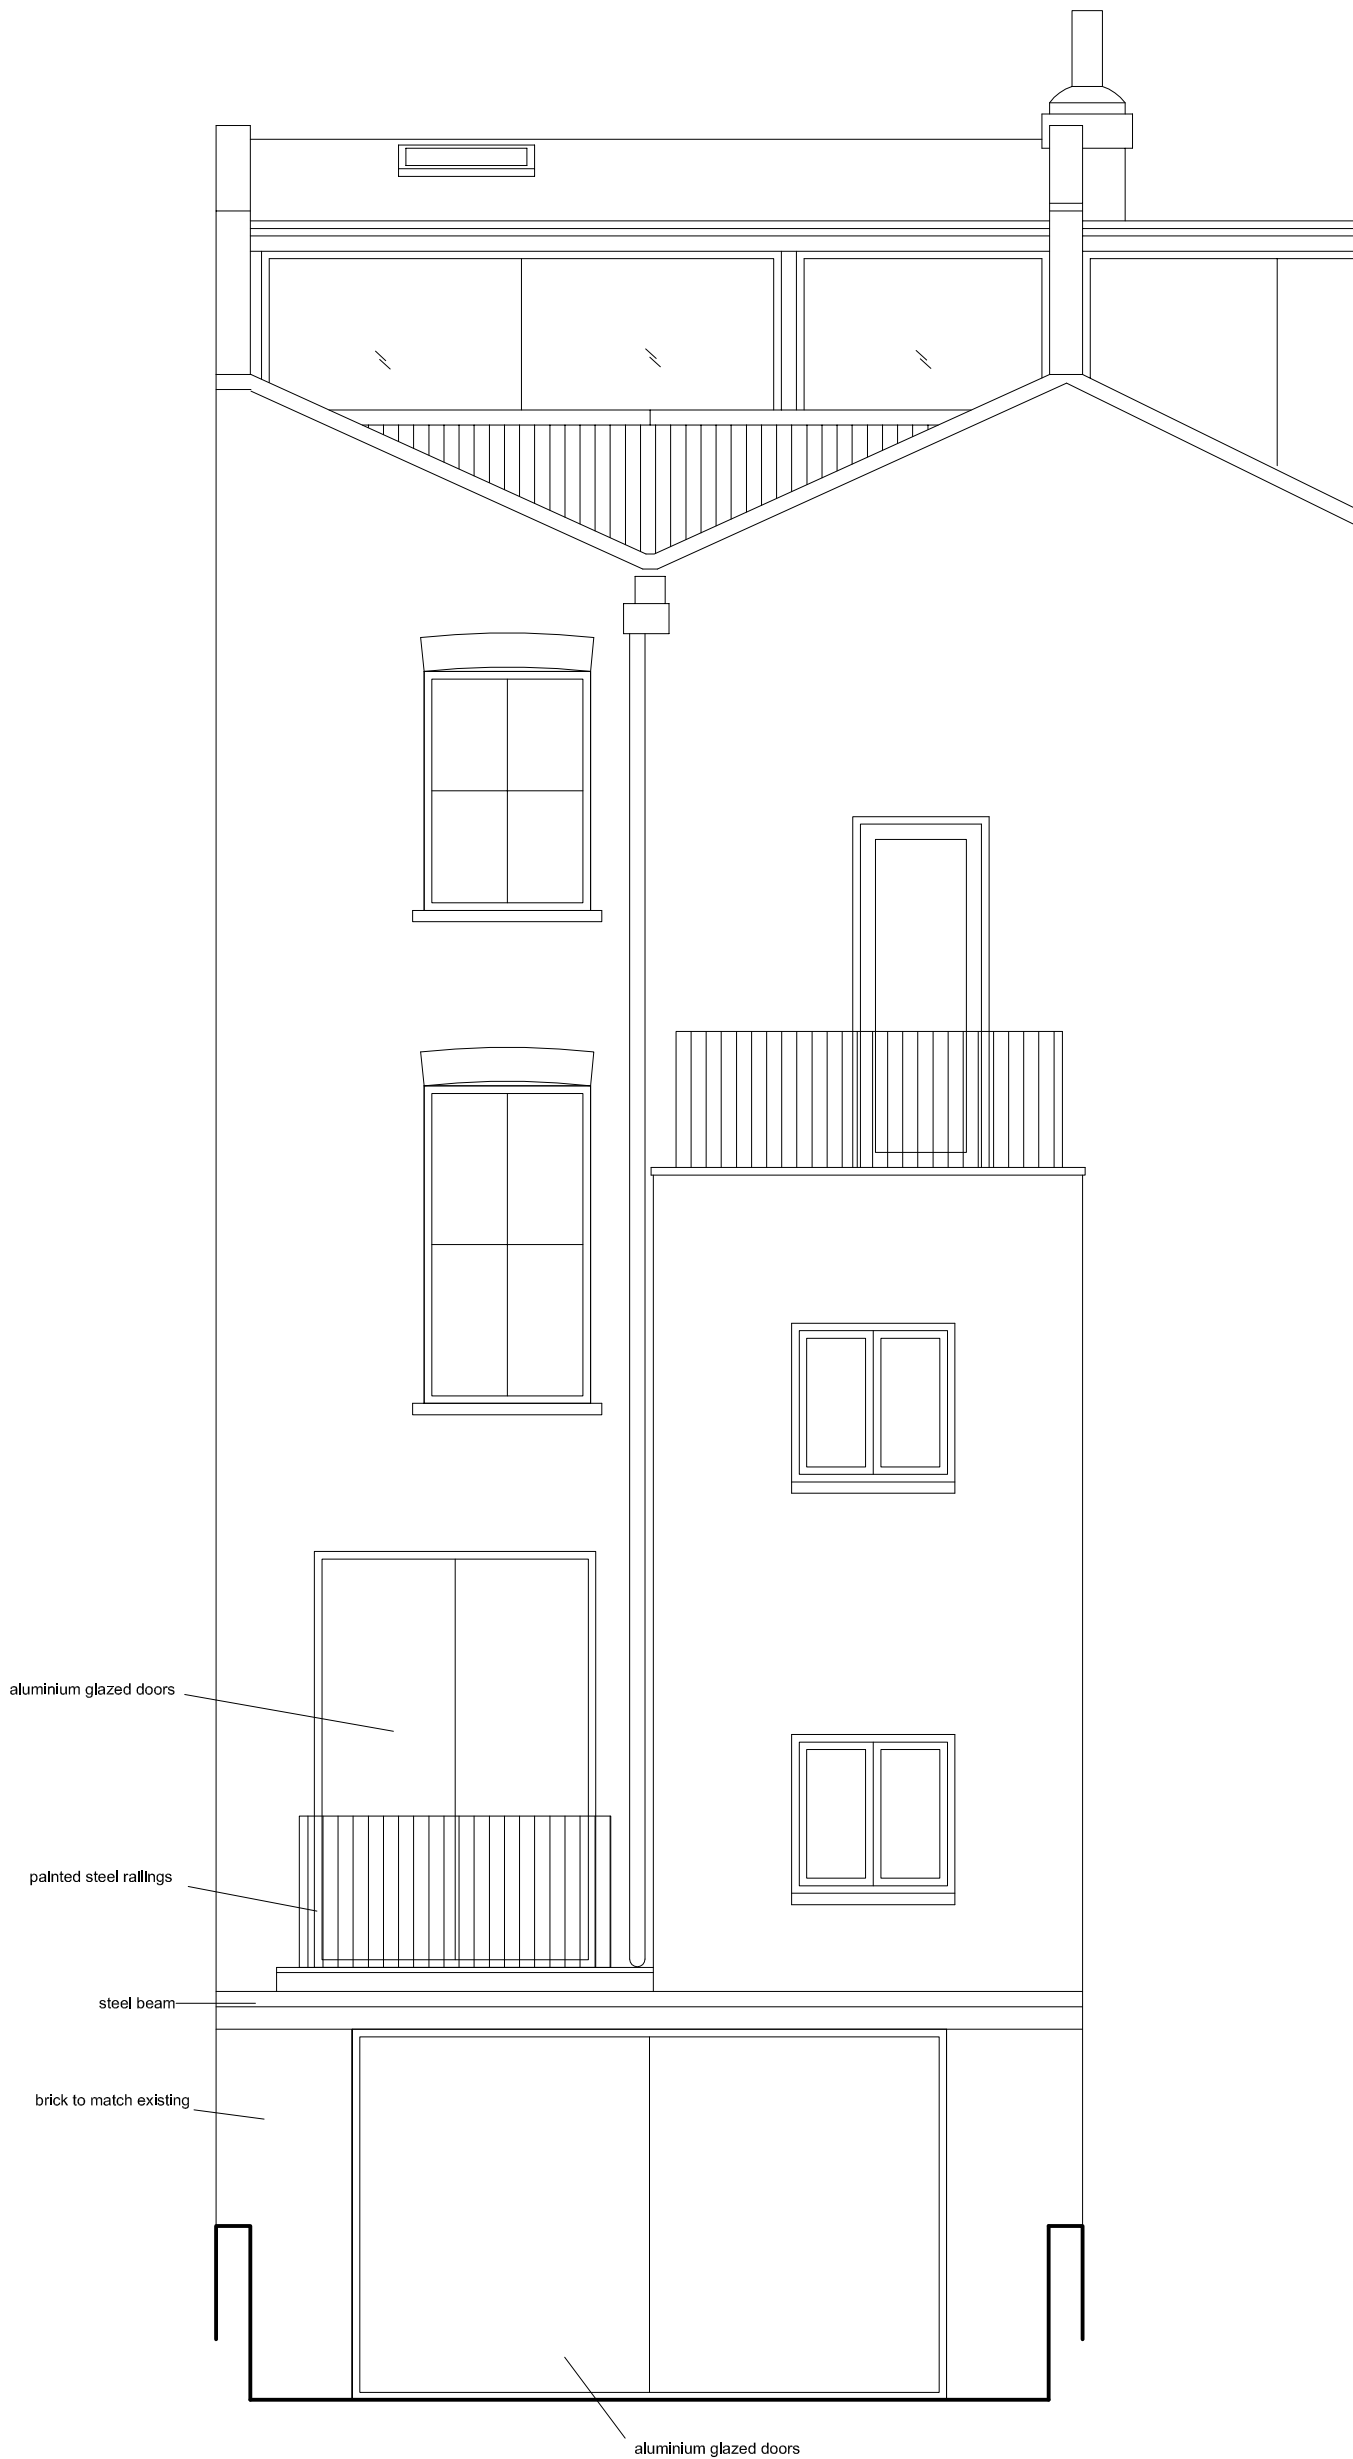 aluminium glazed doors
painted steel railings
steel beam
brick to match existing
aluminium glazed doors